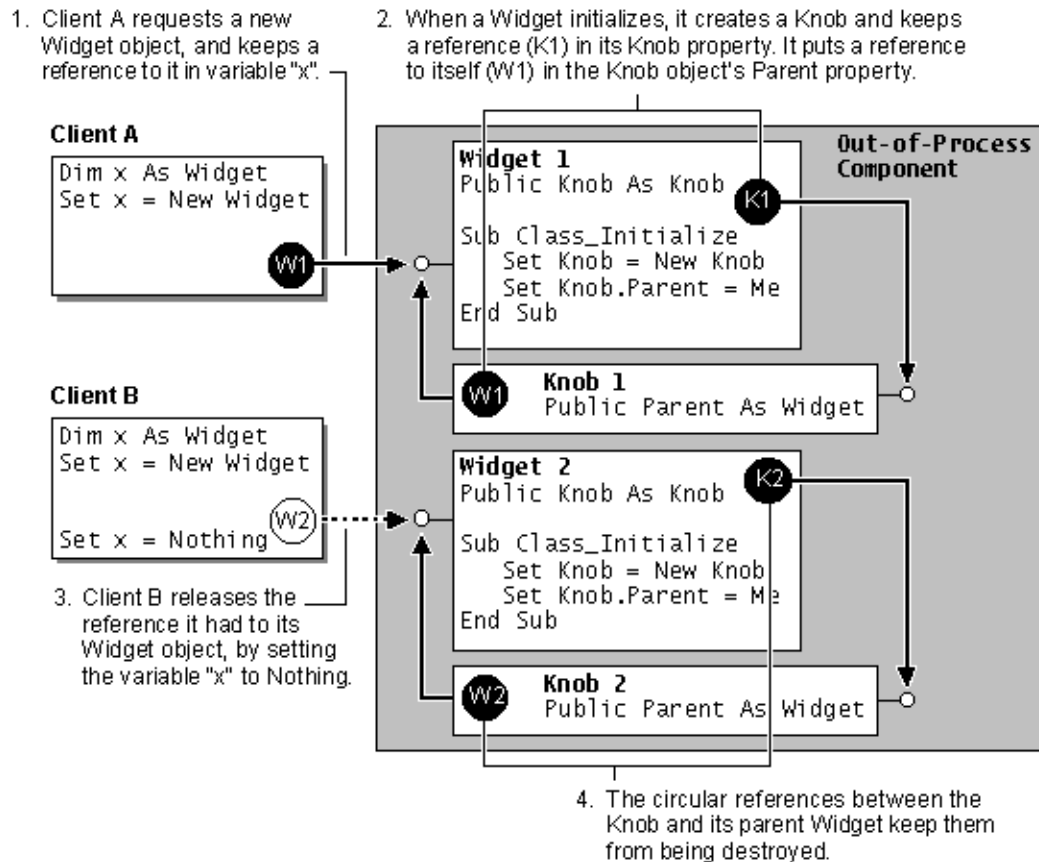 1. Client A requests a new
Widget object, and keeps a
reference to it in variable "x".
2. When a Widget initializes, it creates a Knob and keeps
a reference (K1) in its Knob property. It puts a reference
to itself (W1) in the Knob object's Parent property.
Client A
Dim x As Widget
Set x = New Widget
W1
Out-of-Process
Component
Widget 1
Public Knob As Knob
K1
Sub Class_Initialize
Set Knob = New Knob
Set Knob.Parent = Me
End Sub
W1
Knob 1
Public Parent As Widget
Client B
Dim x As Widget
Set x = New Widget
W2
Set x = Nothing
Widget 2
Public Knob As Knob
K2
Sub Class_Initialize
Set Knob = New Knob
Set Knob.Parent = Me
End Sub
W2
Knob 2
Public Parent As Widget
3. Client B releases the
reference it had to its
Widget object, by setting
the variable "x" to Nothing.
4. The circular references between the
Knob and its parent Widget keep them
from being destroyed.